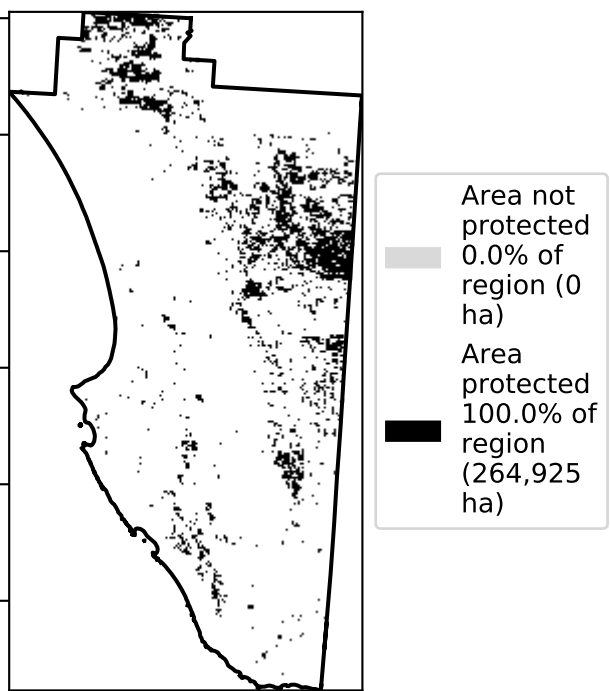 Area not
protected
0.0% of
region (0
ha)
Area
protected
100.0% of
region
(264,925
ha)